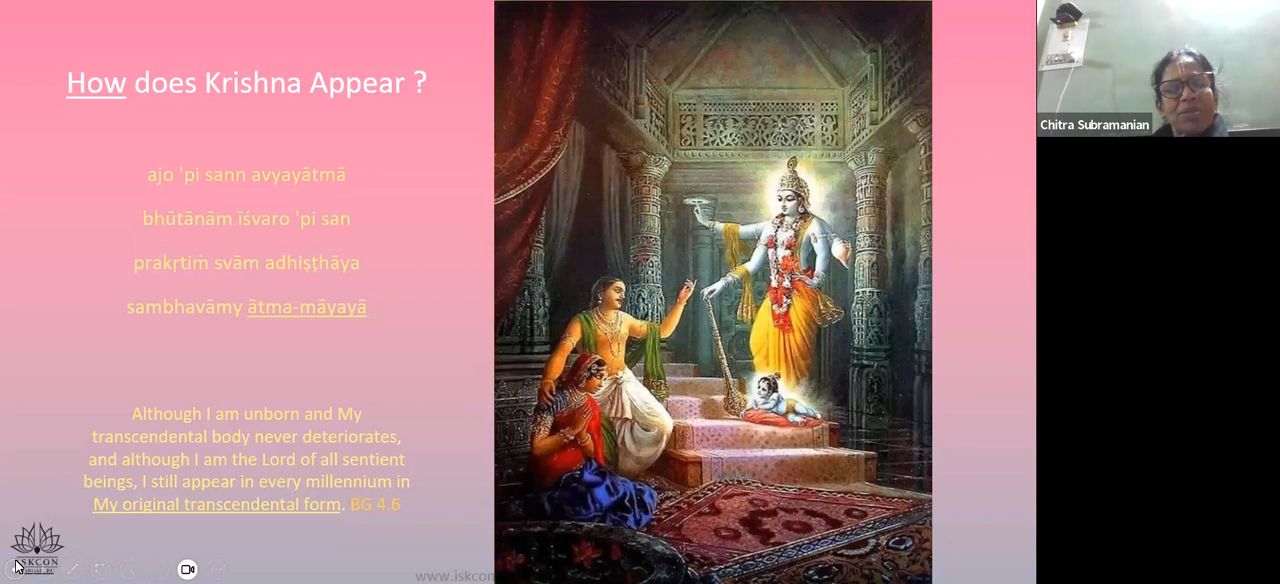 How does Krishna Appear ?
ajo 'pi sann avyayātmā
bhūtānām īśvaro 'pi san
prakṛtiṁ svām adhiṣṭhāya
sambhavāmy ātma-māyayā
Although I am unborn and My
transcendental body never deteriorates,
and although I am the Lord of all sentient
beings, I still appear in every millennium in
My original transcendental form. BG 4.6
www.iskcon
Chitra Subramanian